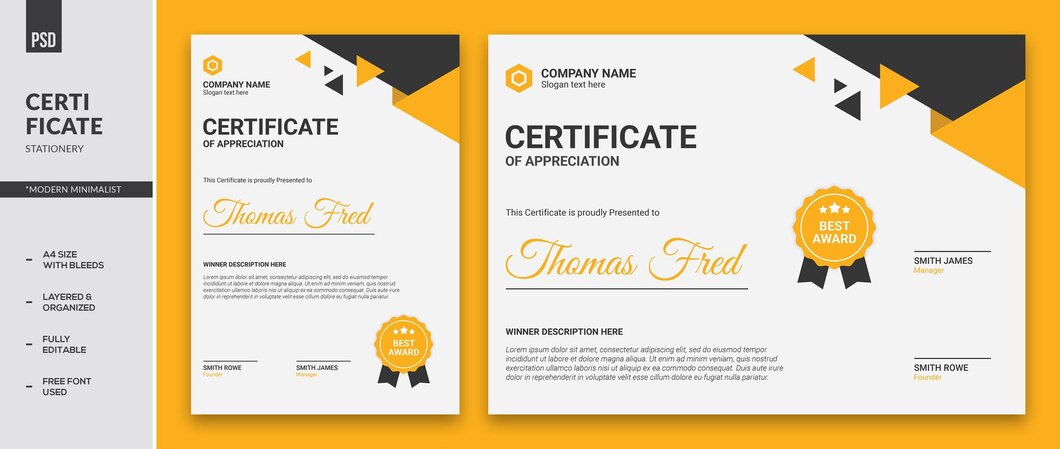 PSD
CERTI
FICATE
STATIONERY
*MODERN MINIMALIST
A4 SIZE
WITH BLEEDS
LAYERED &
ORGANIZED
FULLY
EDITABLE
FREE FONT
USED
COMPANY NAME
Slogan text here
CERTIFICATE
OF APPRECIATION
This Certificate is proudly Presented to
Thomas Fred
WINNER DESCRIPTION HERE
Lorem ipsum dolor sit amet, consectetur adipiscing elit, sed do eiusmod tempor
incididunt ut labore et dolore magna aliqua. Ut enim ad minim veniam, quis nostrud
exercitation ullamco laboris nisi ut aliquip ex ea commodo consequat. Duis aute irure
dolor in reprehenderit in voluptate velit esse cillum dolore eu fugiat nulla pariatur.
BEST
AWARD
SMITH ROWE
Founder
SMITH JAMES
Manager
COMPANY NAME
Slogan text here
CERTIFICATE
OF APPRECIATION
This Certificate is proudly Presented to
Thomas Fred
BEST
AWARD
SMITH JAMES
Manager
WINNER DESCRIPTION HERE
Lorem ipsum dolor sit amet, consectetur adipiscing elit, sed do eiusmod tempor
incididunt ut labore et dolore magna aliqua. Ut enim ad minim veniam, quis nostrud
exercitation ullamco laboris nisi ut aliquip ex ea commodo consequat. Duis aute irure
dolor in reprehenderit in voluptate velit esse cillum dolore eu fugiat nulla pariatur.
SMITH ROWE
Founder